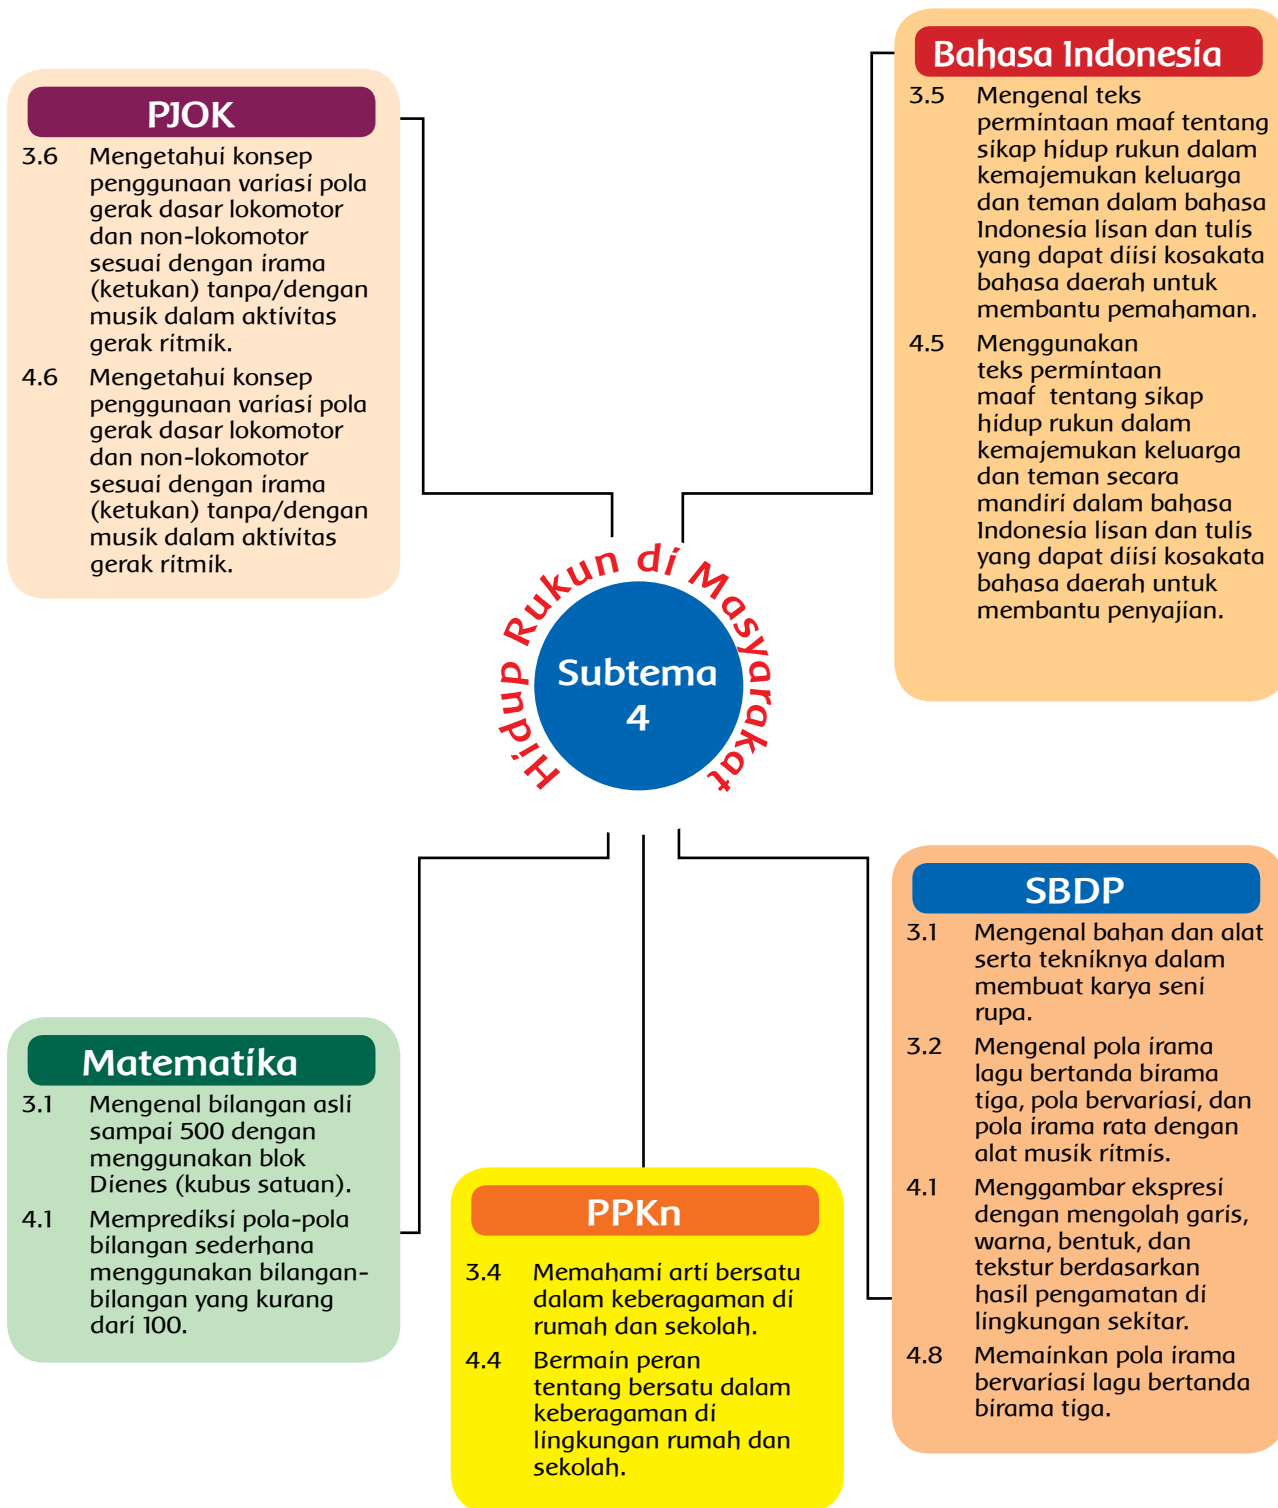 PJOK
3.6 Mengetahui konsep
penggunaan variasi pola
gerak dasar lokomotor
dan non-lokomotor
sesuai dengan irama
(ketukan) tanpa/dengan
musik dalam aktivitas
gerak ritmik.
4.6 Mengetahui konsep
penggunaan variasi pola
gerak dasar lokomotor
dan non-lokomotor
sesuai dengan irama
(ketukan) tanpa/dengan
musik dalam aktivitas
gerak ritmik.
Bahasa Indonesia
3.5 Mengenal teks
permintaan maaf tentang
sikap hidup rukun dalam
kemajemukan keluarga
dan teman dalam bahasa
Indonesia lisan dan tulis
yang dapat diisi kosakata
bahasa daerah untuk
membantu pemahaman.
4.5 Menggunakan
teks permintaan
maaf tentang sikap
hidup rukun dalam
kemajemukan keluarga
dan teman secara
mandiri dalam bahasa
Indonesia lisan dan tulis
yang dapat diisi kosakata
bahasa daerah untuk
membantu penyajian.
Hidup Rukun di Masyarakat
Subtema
4
Matematika
3.1 Mengenal bilangan asli
sampai 500 dengan
menggunakan blok
Dienes (kubus satuan).
4.1 Memprediksi pola-pola
bilangan sederhana
menggunakan bilangan-
bilangan yang kurang
dari 100.
PPKn
3.4 Memahami arti bersatu
dalam keberagaman di
rumah dan sekolah.
4.4 Bermain peran
tentang bersatu dalam
keberagaman di
lingkungan rumah dan
sekolah.
SBDP
3.1 Mengenal bahan dan alat
serta tekniknya dalam
membuat karya seni
rupa.
3.2 Mengenal pola irama
lagu bertanda birama
tiga, pola bervariasi, dan
pola irama rata dengan
alat musik ritmis.
4.1 Menggambar ekspresi
dengan mengolah garis,
warna, bentuk, dan
tekstur berdasarkan
hasil pengamatan di
lingkungan sekitar.
4.8 Memainkan pola irama
bervariasi lagu bertanda
birama tiga.